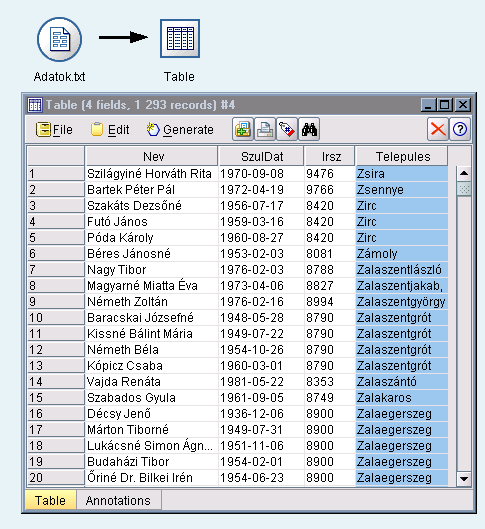 Adatok.txt Table
Table (4 fields, 1 293 records) #4
File Edit Generate
Nev SzulDat Irsz Telepules
1 Szilágyiné Horváth Rita 1970-09-08 9476 Zsira
2 Bartek Péter Pál 1972-04-19 9766 Zsennye
3 Szakáts Dezsőné 1956-07-17 8420 Zirc
4 Futó János 1959-03-16 8420 Zirc
5 Póda Károly 1960-08-27 8420 Zirc
6 Béres Jánosné 1953-02-03 8081 Zámoly
7 Nagy Tibor 1976-02-03 8788 Zalaszentlászló
8 Magyarné Miatta Éva 1973-04-06 8827 Zalaszentjakab,
9 Németh Zoltán 1976-02-16 8994 Zalaszentgyörgy
10 Baracskai Józsefné 1948-05-28 8790 Zalaszentgrót
11 Kissné Bálint Mária 1949-07-22 8790 Zalaszentgrót
12 Németh Béla 1954-10-26 8790 Zalaszentgrót
13 Kópicz Csaba 1960-03-01 8790 Zalaszentgrót
14 Vajda Renáta 1981-05-22 8353 Zalaszántó
15 Szabados Gyula 1961-09-05 8749 Zalakaros
16 Décsy Jenő 1936-12-06 8900 Zalaegerszeg
17 Márton Tiborné 1949-07-31 8900 Zalaegerszeg
18 Lukácsné Simon Ágn... 1951-11-06 8900 Zalaegerszeg
19 Budaházi Tibor 1954-02-01 8900 Zalaegerszeg
20 Őriné Dr. Bilkei Irén 1954-06-23 8900 Zalaegerszeg
Table Annotations